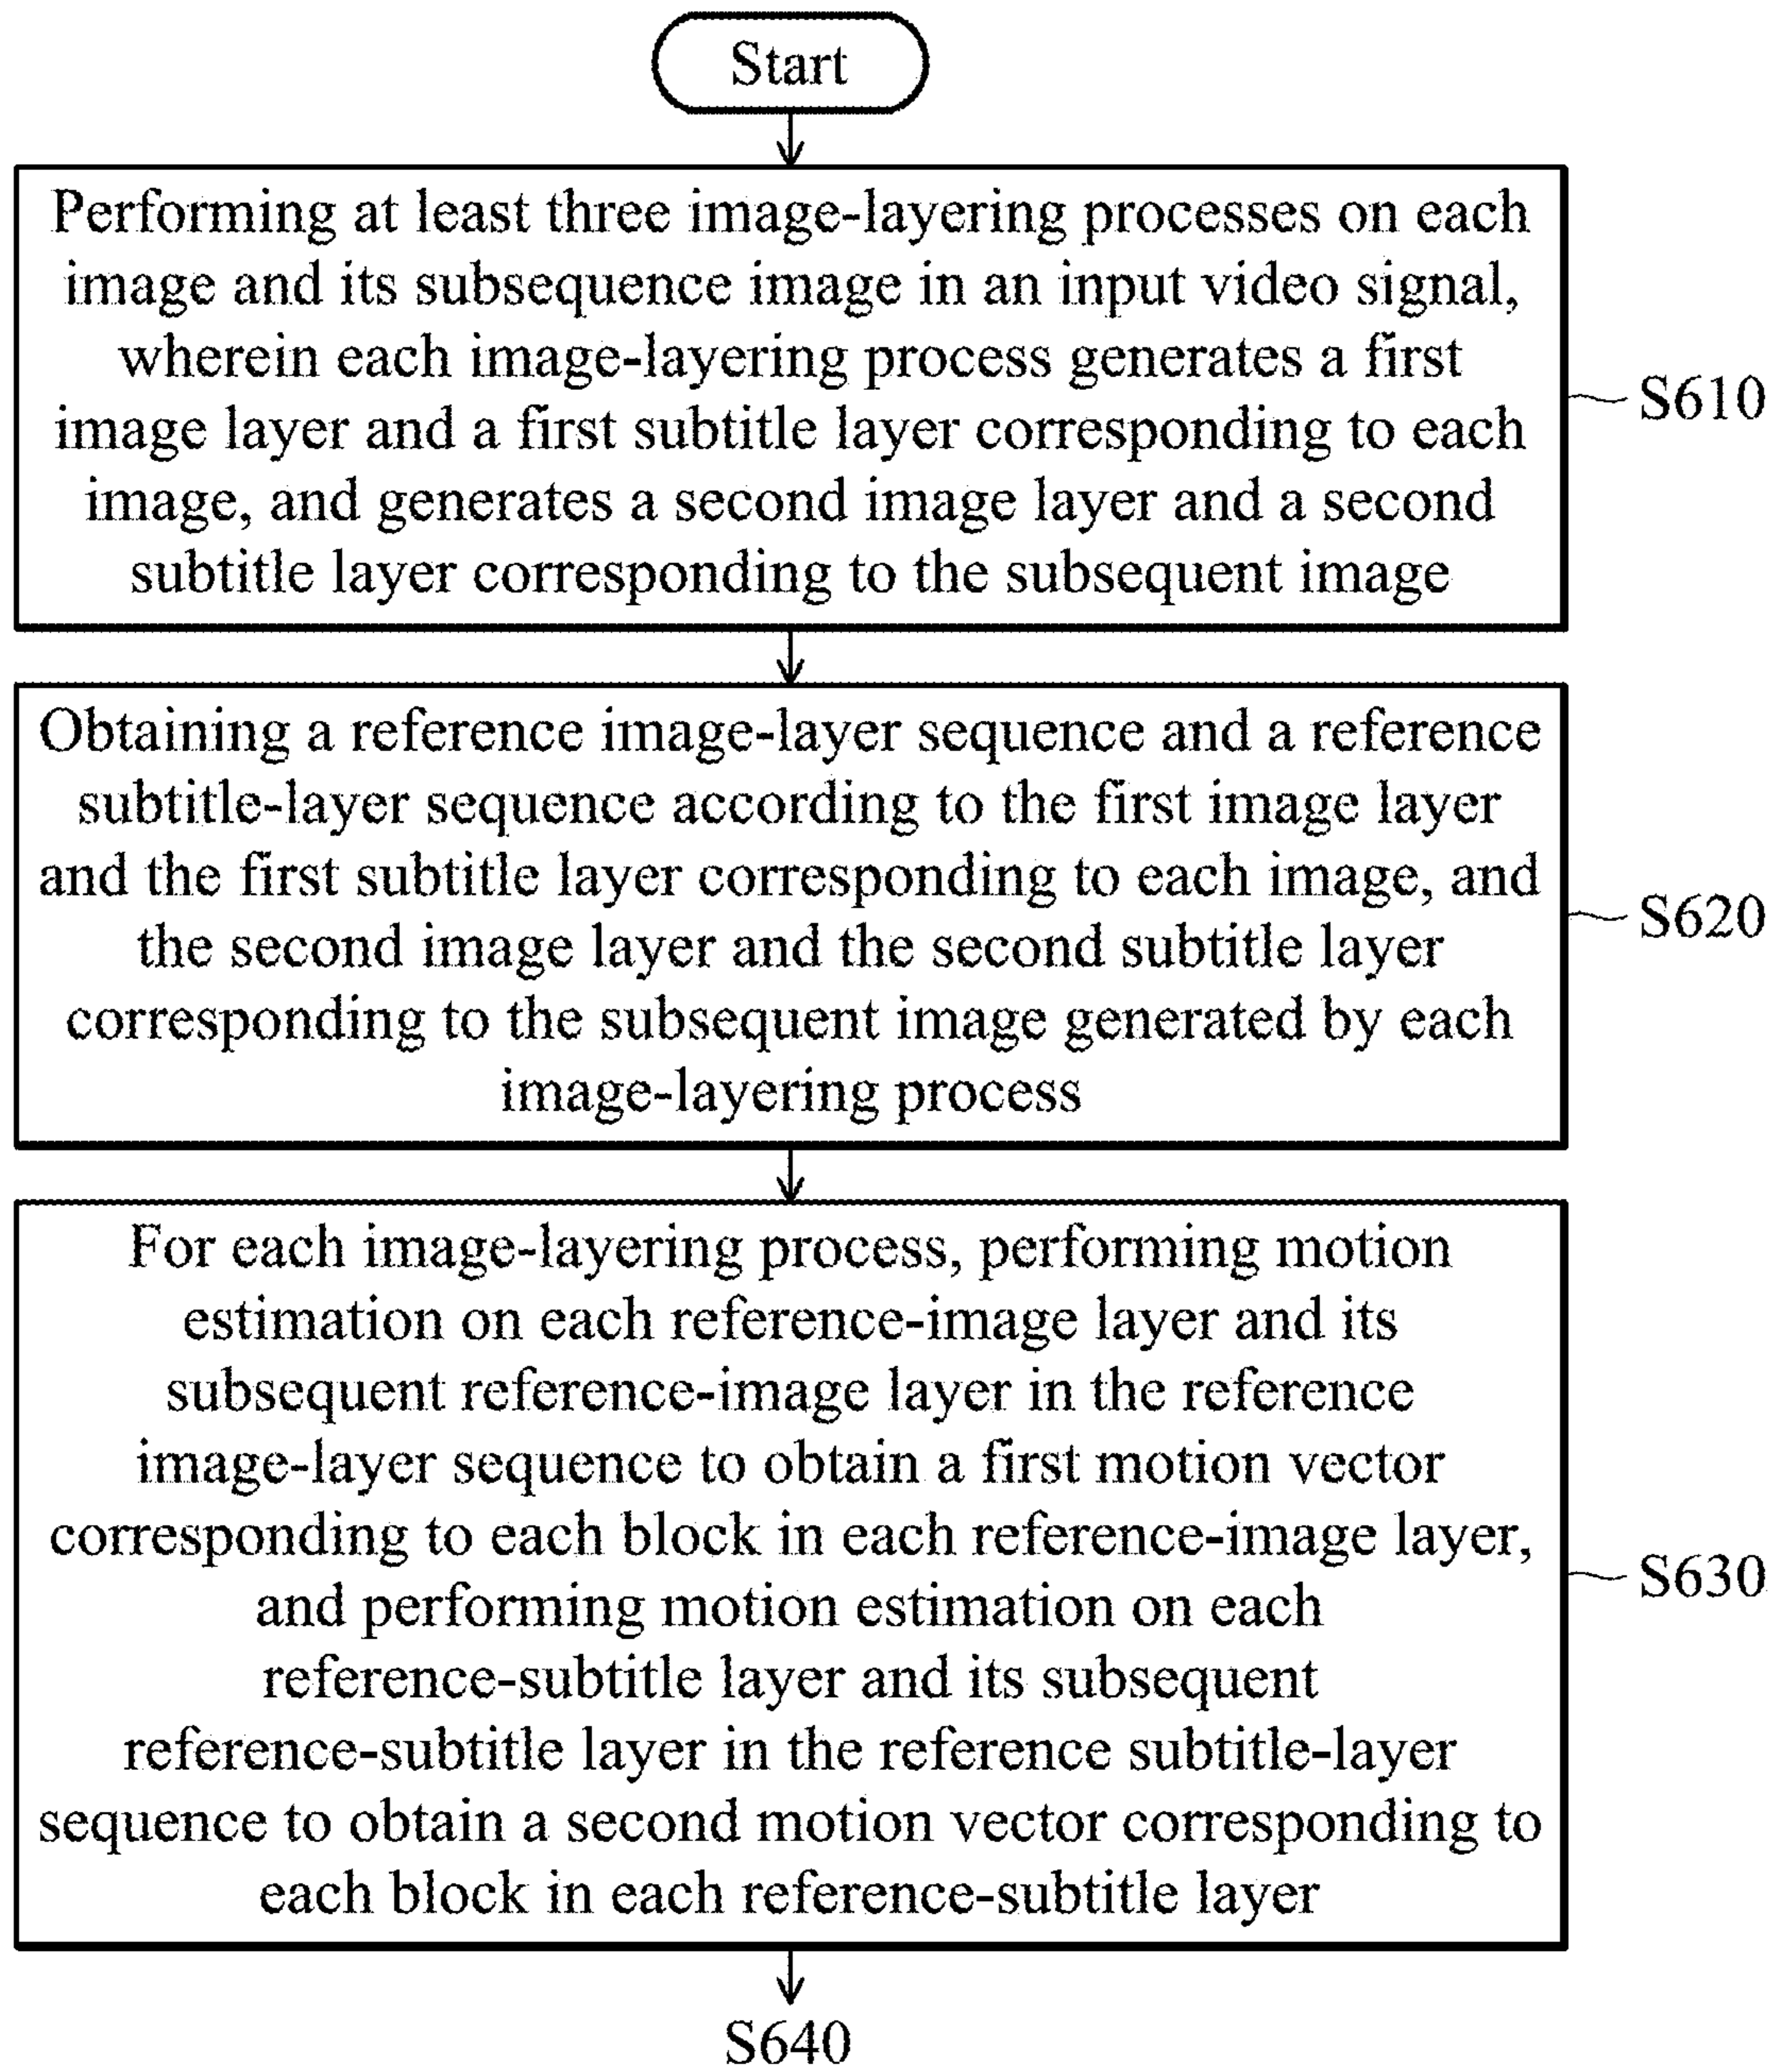 Start
Performing at least three image-layering processes on each
image and its subsequence image in an input video signal,
wherein each image-layering process generates a first
image layer and a first subtitle layer corresponding to each
image, and generates a second image layer and a second
subtitle layer corresponding to the subsequent image
S610
Obtaining a reference image-layer sequence and a reference
subtitle-layer sequence according to the first image layer
and the first subtitle layer corresponding to each image, and
the second image layer and the second subtitle layer
corresponding to the subsequent image generated by each
image-layering process
S620
For each image-layering process, performing motion
estimation on each reference-image layer and its
subsequent reference-image layer in the reference
image-layer sequence to obtain a first motion vector
corresponding to each block in each reference-image layer,
and performing motion estimation on each
reference-subtitle layer and its subsequent
reference-subtitle layer in the reference subtitle-layer
sequence to obtain a second motion vector corresponding to
each block in each reference-subtitle layer
S630
S640